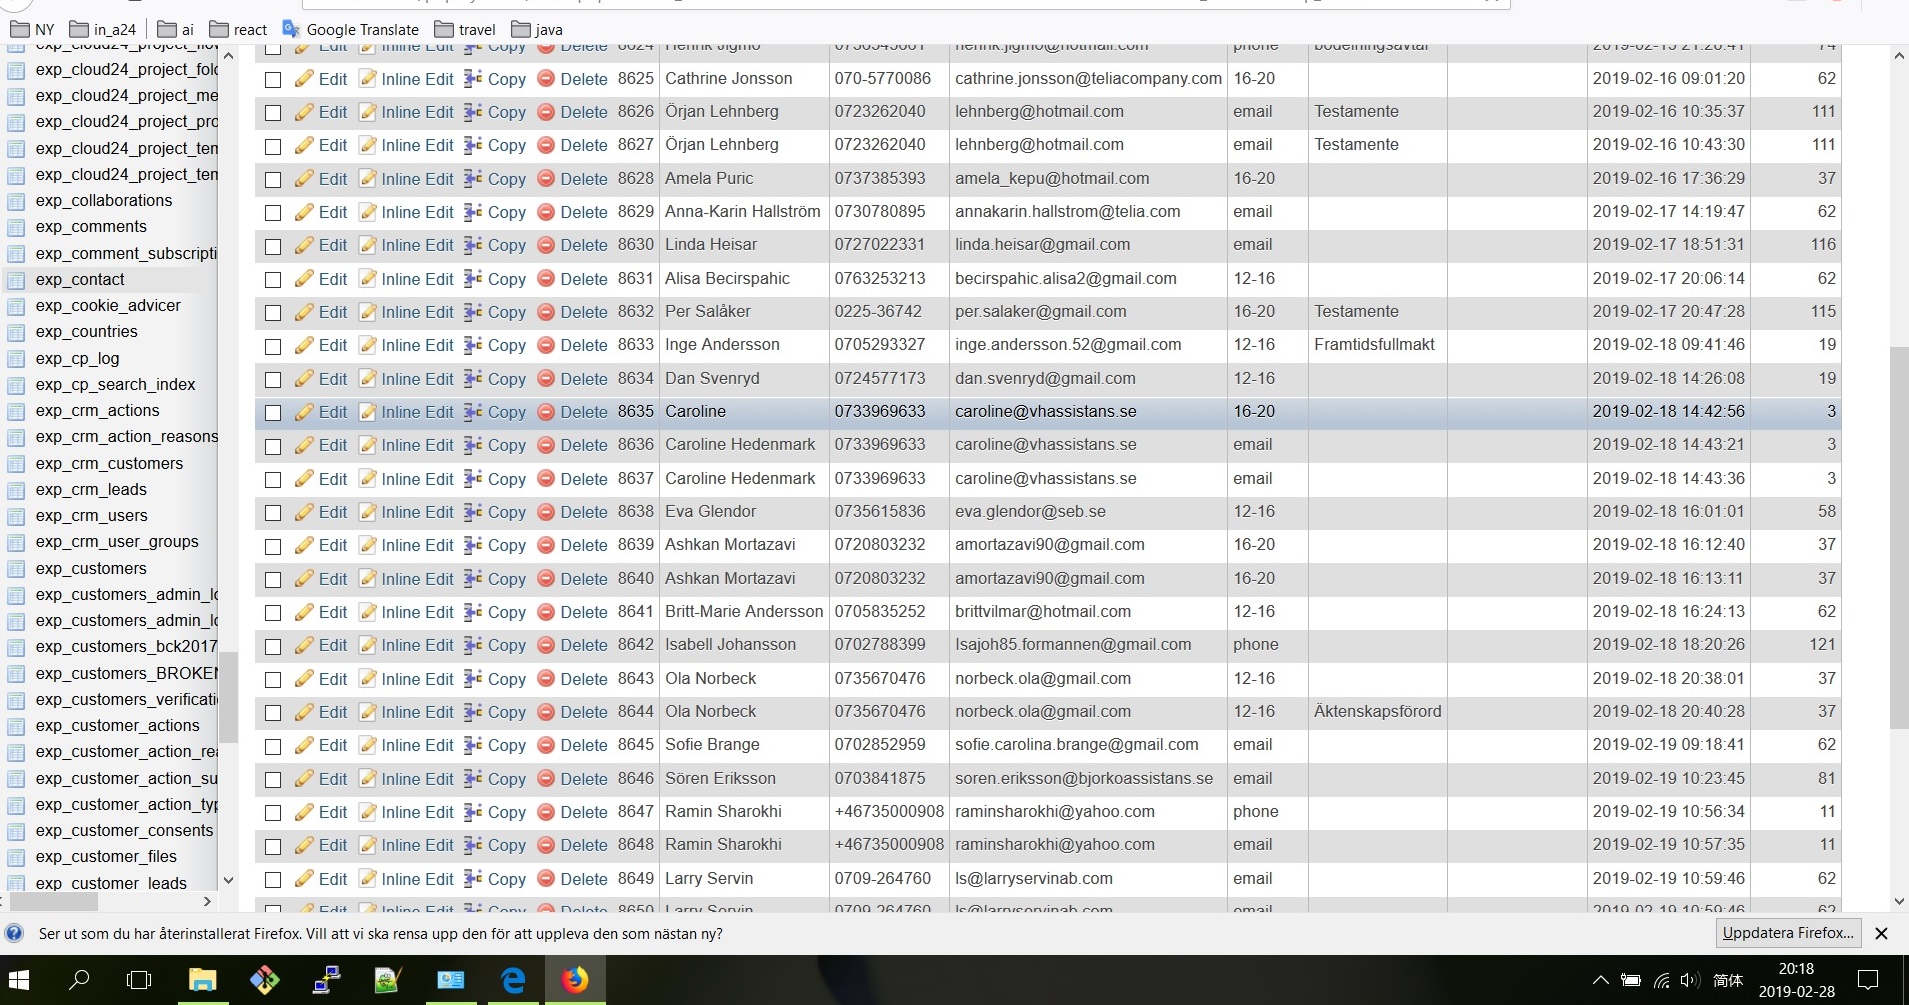 NY in_a24 ai react Google Translate travel java
exp_cloud24_project_fold
exp_cloud24_project_me
exp_cloud24_project_pro
exp_cloud24_project_tem
exp_cloud24_project_tem
exp_collaborations
exp_comments
exp_comment_subscripti
exp_contact
exp_cookie_advicer
exp_countries
exp_cp_log
exp_cp_search_index
exp_crm_actions
exp_crm_action_reasons
exp_crm_customers
exp_crm_leads
exp_crm_users
exp_crm_user_groups
exp_customers
exp_customers_admin_lo
exp_customers_admin_lo
exp_customers_bck2017
exp_customers_BROKEN
exp_customers_verificati
exp_customer_actions
exp_customer_action_rea
exp_customer_action_su
exp_customer_action_typ
exp_customer_consents
exp_customer_files
exp_customer_leads
Edit Inline Edit Copy Delete 8624 Henrik Jigmo 0736545661 henrik.jigmo@hotmail.com phone bodelningsavtal 74
Edit Inline Edit Copy Delete 8625 Cathrine Jonsson 070-5770086 cathrine.jonsson@teliacompany.com 16-20 2019-02-16 09:01:20 62
Edit Inline Edit Copy Delete 8626 Örjan Lehnberg 0723262040 lehnberg@hotmail.com email Testamente 2019-02-16 10:35:37 111
Edit Inline Edit Copy Delete 8627 Örjan Lehnberg 0723262040 lehnberg@hotmail.com email Testamente 2019-02-16 10:43:30 111
Edit Inline Edit Copy Delete 8628 Amela Puric 0737385393 amela_kepu@hotmail.com 16-20 2019-02-16 17:36:29 37
Edit Inline Edit Copy Delete 8629 Anna-Karin Hallström 0730780895 annakarin.hallstrom@telia.com email 2019-02-17 14:19:47 62
Edit Inline Edit Copy Delete 8630 Linda Heisar 0727022331 linda.heisar@gmail.com email 2019-02-17 18:51:31 116
Edit Inline Edit Copy Delete 8631 Alisa Becirspahic 0763253213 becirspahic.alisa2@gmail.com 12-16 2019-02-17 20:06:14 62
Edit Inline Edit Copy Delete 8632 Per Salåker 0225-36742 per.salaker@gmail.com 16-20 Testamente 2019-02-17 20:47:28 115
Edit Inline Edit Copy Delete 8633 Inge Andersson 0705293327 inge.andersson.52@gmail.com 12-16 Framtidsfullmakt 2019-02-18 09:41:46 19
Edit Inline Edit Copy Delete 8634 Dan Svenryd 0724577173 dan.svenryd@gmail.com 12-16 2019-02-18 14:26:08 19
Edit Inline Edit Copy Delete 8635 Caroline 0733969633 caroline@vhassistans.se 16-20 2019-02-18 14:42:56 3
Edit Inline Edit Copy Delete 8636 Caroline Hedenmark 0733969633 caroline@vhassistans.se email 2019-02-18 14:43:21 3
Edit Inline Edit Copy Delete 8637 Caroline Hedenmark 0733969633 caroline@vhassistans.se email 2019-02-18 14:43:36 3
Edit Inline Edit Copy Delete 8638 Eva Glendor 0735615836 eva.glendor@seb.se 12-16 2019-02-18 16:01:01 58
Edit Inline Edit Copy Delete 8639 Ashkan Mortazavi 0720803232 amortazavi90@gmail.com 16-20 2019-02-18 16:12:40 37
Edit Inline Edit Copy Delete 8640 Ashkan Mortazavi 0720803232 amortazavi90@gmail.com 16-20 2019-02-18 16:13:11 37
Edit Inline Edit Copy Delete 8641 Britt-Marie Andersson 0705835252 brittvilmar@hotmail.com 12-16 2019-02-18 16:24:13 62
Edit Inline Edit Copy Delete 8642 Isabell Johansson 0702788399 Isajoh85.formannen@gmail.com phone 2019-02-18 18:20:26 121
Edit Inline Edit Copy Delete 8643 Ola Norbeck 0735670476 norbeck.ola@gmail.com 12-16 2019-02-18 20:38:01 37
Edit Inline Edit Copy Delete 8644 Ola Norbeck 0735670476 norbeck.ola@gmail.com 12-16 Äktenskapsförord 2019-02-18 20:40:28 37
Edit Inline Edit Copy Delete 8645 Sofie Brange 0702852959 sofie.carolina.brange@gmail.com email 2019-02-19 09:18:41 62
Edit Inline Edit Copy Delete 8646 Sören Eriksson 0703841875 soren.eriksson@bjorkoassistans.se email 2019-02-19 10:23:45 81
Edit Inline Edit Copy Delete 8647 Ramin Sharokhi +46735000908 raminsharokhi@yahoo.com phone 2019-02-19 10:56:34 11
Edit Inline Edit Copy Delete 8648 Ramin Sharokhi +46735000908 raminsharokhi@yahoo.com email 2019-02-19 10:57:35 11
Edit Inline Edit Copy Delete 8649 Larry Servin 0709-264760 ls@larryservinab.com email 2019-02-19 10:59:46 62
Edit Inline Edit Copy Delete 8650 Larry Servin 0709-264760 ls@larryservinab.com email 2019-02-19 10:59:46 62
Ser ut som du har återinstallerat Firefox. Vill att vi ska rensa upp den för att uppleva den som nästan ny? Uppdatera Firefox...
简体
20:18
2019-02-28